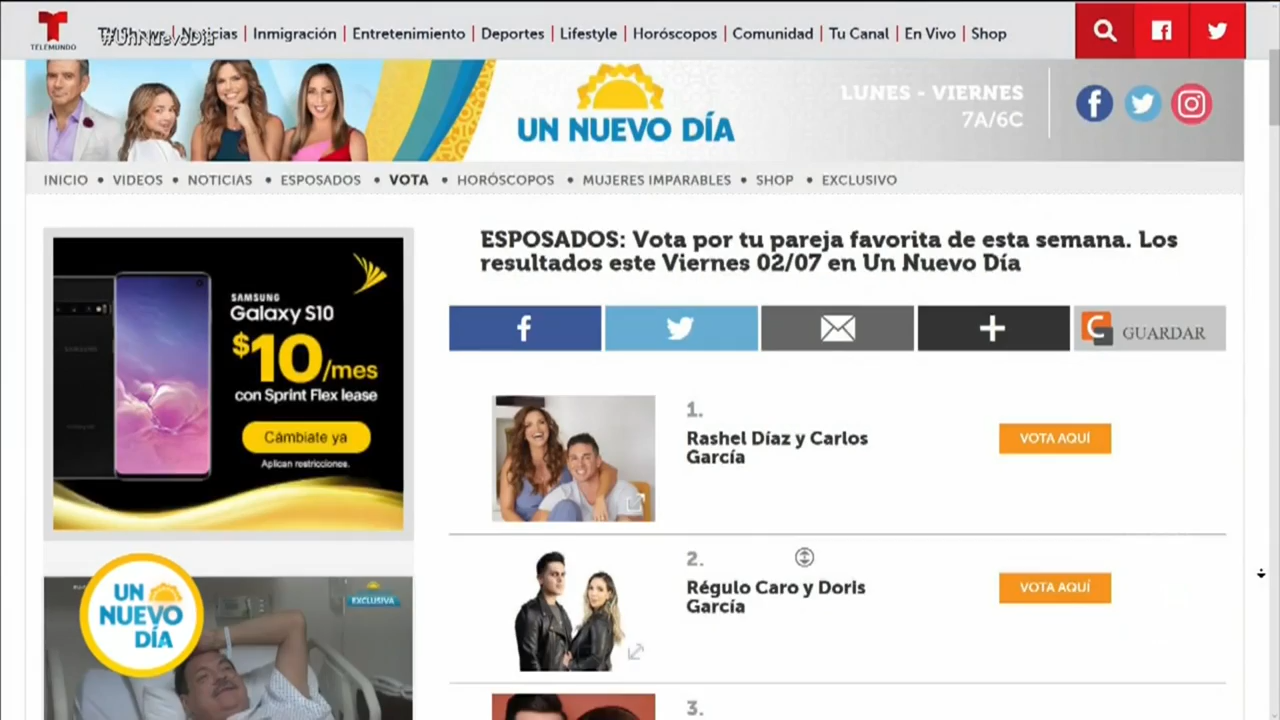 TELEMUNDO
#UnNuevoDía
Noticias | Inmigración | Entretenimiento | Deportes | Lifestyle | Horóscopos | Comunidad | Tu Canal | En Vivo | Shop
UN NUEVO DÍA
LUNES - VIERNES
7A/6C
INICIO • VIDEOS • NOTICIAS • ESPOSADOS • VOTA • HORÓSCOPOS • MUJERES IMPARABLES • SHOP • EXCLUSIVO
ESPOSADOS: Vota por tu pareja favorita de esta semana. Los
resultados este Viernes 02/07 en Un Nuevo Día
GUARDAR
SAMSUNG
Galaxy S10
$10/mes
con Sprint Flex lease
Cámbiate ya
Aplican restricciones.
1.
Rashel Díaz y Carlos
García
VOTA AQUÍ
2.
Régulo Caro y Doris
García
VOTA AQUÍ
3.
UN
NUEVO
DÍA
EXCLUSIVA